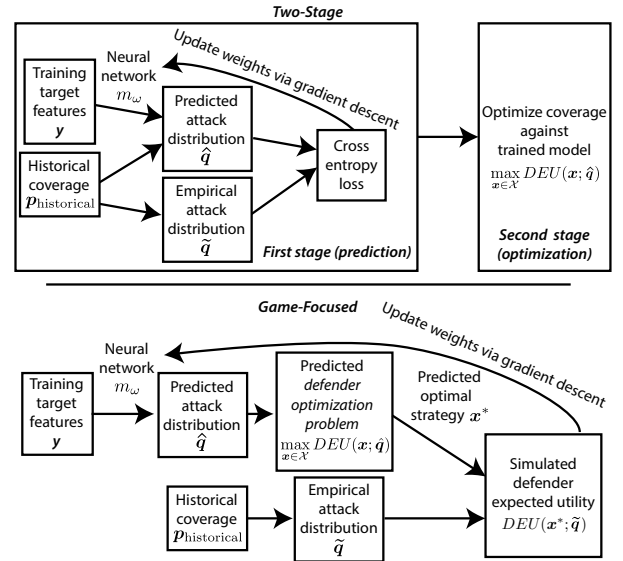 Two-Stage
Training
target
features
y
Neural
network
m_ω
Update weights via gradient descent
Predicted
attack
distribution
q̂
Historical
coverage
p_historical
Empirical
attack
distribution
q̃
Cross
entropy
loss
First stage (prediction)
Optimize coverage
against
trained model
max DEU(x; q̂)
x∈X
Second stage
(optimization)
Game-Focused
Training
target
features
y
Neural
network
m_ω
Update weights via gradient descent
Predicted
attack
distribution
q̂
Predicted
defender
optimization
problem
max DEU(x; q̂)
x∈X
Predicted
optimal
strategy x*
Historical
coverage
p_historical
Empirical
attack
distribution
q̃
Simulated
defender
expected utility
DEU(x*; q̃)